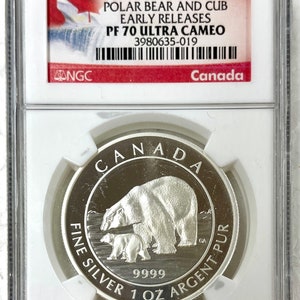 POLAR BEAR AND CUB
EARLY RELEASES
PF 70 ULTRA CAMEO
3980635-019
NGC
Canada
CANADA
9999
FINE SILVER 1 OZ ARGENT PUR